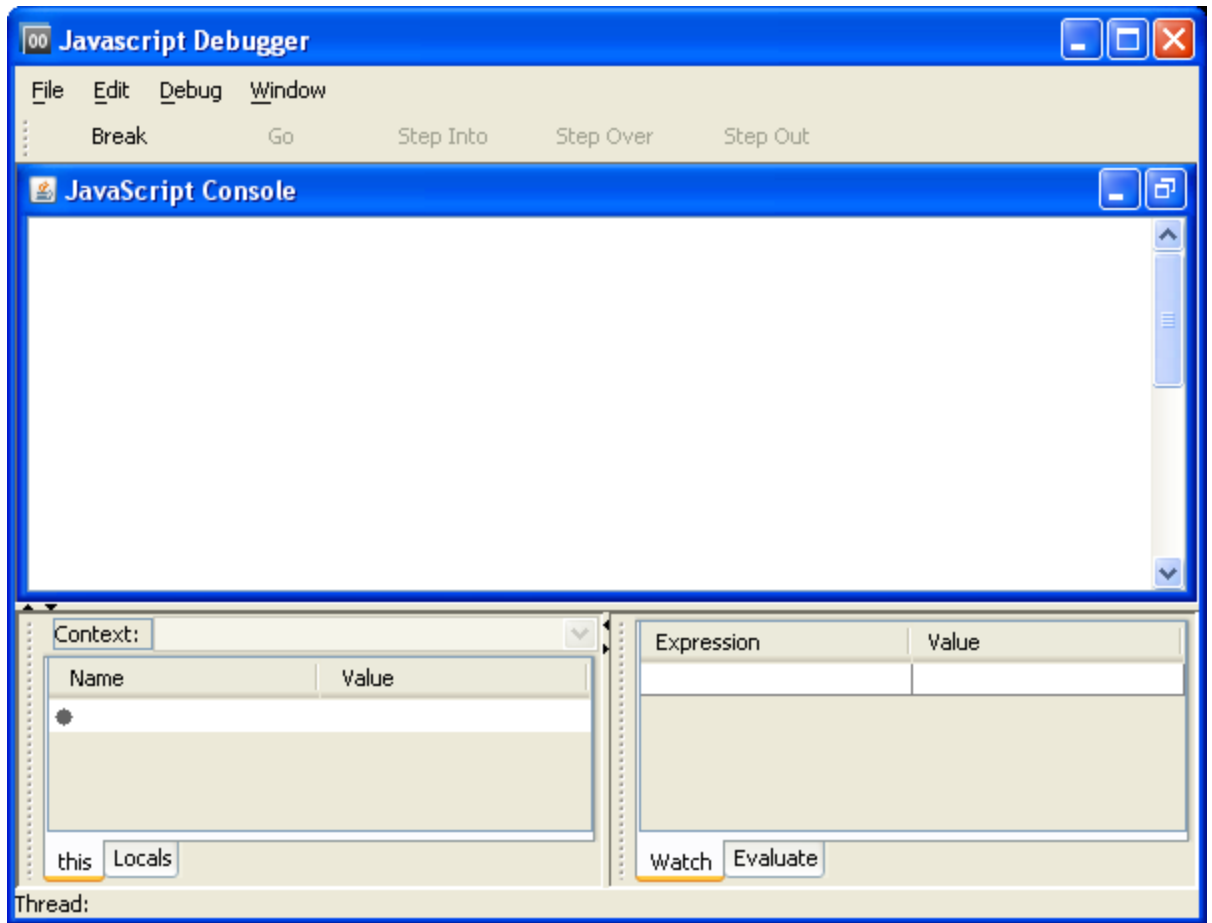 Javascript Debugger
File Edit Debug Window
Break Go Step Into Step Over Step Out
JavaScript Console
Context:
Name Value
this Locals
Expression Value
Watch Evaluate
Thread: